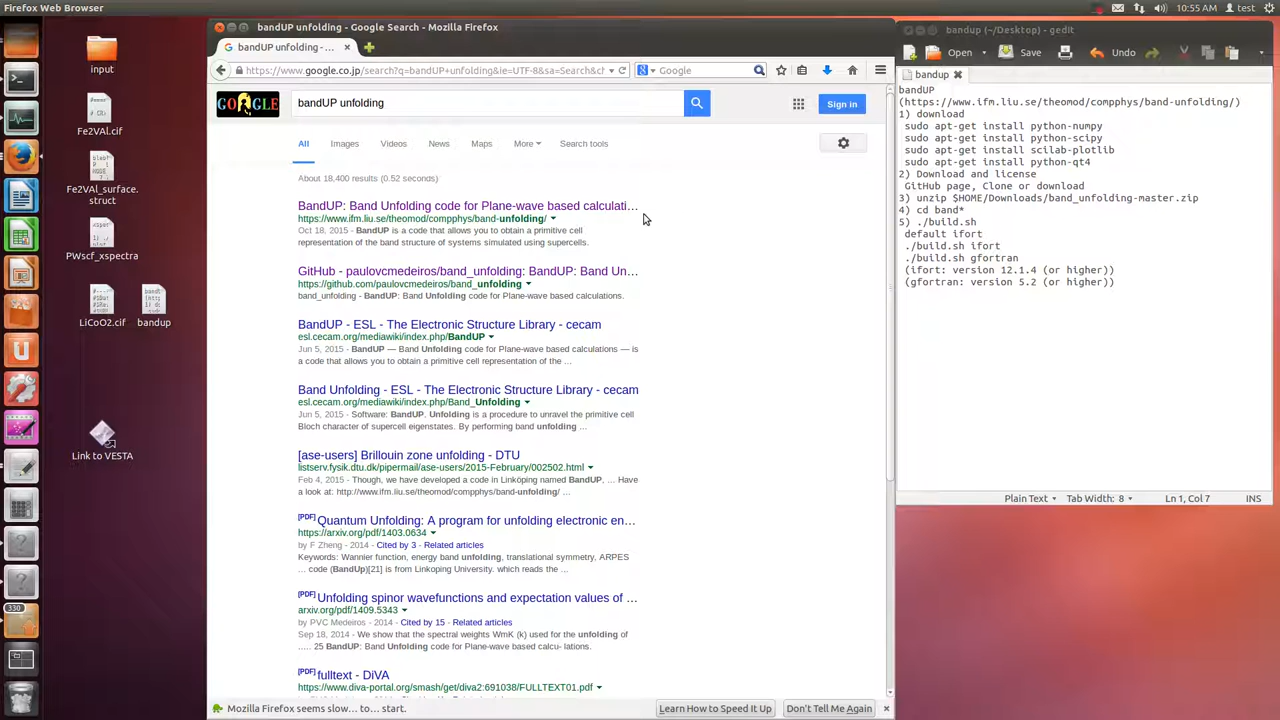 Firefox Web Browser
10:55 AM
test
input
Fe2VAl.cif
Fe2VAl_surface.
struct
PWscf_xspectra
LiCoO2.cif
bandup
Link to VESTA
330
bandUP unfolding - Google Search - Mozilla Firefox
bandUP unfolding - ...
https://www.google.co.jp/search?q=bandUP+unfolding&ie=UTF-8&sa=Search&cl
Google
GOOGLE
bandUP unfolding
Sign in
All
Images
Videos
News
Maps
More
Search tools
About 18,400 results (0.52 seconds)
BandUP: Band Unfolding code for Plane-wave based calculati...
https://www.ifm.liu.se/theomod/compphys/band-unfolding/
Oct 18, 2015 - BandUP is a code that allows you to obtain a primitive cell
representation of the band structure of systems simulated using supercells.
GitHub - paulovcmedeiros/band_unfolding: BandUP: Band Un...
https://github.com/paulovcmedeiros/band_unfolding
band_unfolding - BandUP: Band Unfolding code for Plane-wave based calculations.
BandUP - ESL - The Electronic Structure Library - cecam
esl.cecam.org/mediawiki/index.php/BandUP
Jun 5, 2015 - BandUP — Band Unfolding code for Plane-wave based calculations — is
a code that allows you to obtain a primitive cell representation of the ...
Band Unfolding - ESL - The Electronic Structure Library - cecam
esl.cecam.org/mediawiki/index.php/Band_Unfolding
Jun 5, 2015 - Software: BandUP. Unfolding is a procedure to unravel the primitive cell
Bloch character of supercell eigenstates. By performing band unfolding ...
[ase-users] Brillouin zone unfolding - DTU
listserv.fysik.dtu.dk/pipermail/ase-users/2015-February/002502.html
Feb 4, 2015 - Though, we have developed a code in Linköping named BandUP, ... Have
a look at: http://www.ifm.liu.se/theomod/compphys/band-unfolding/ ...
[PDF] Quantum Unfolding: A program for unfolding electronic en...
https://arxiv.org/pdf/1403.0634
by F Zheng - 2014 - Cited by 3 - Related articles
Keywords: Wannier function, energy band unfolding, translational symmetry, ARPES
... code (BandUp)[21] is from Linkoping University. which reads the ...
[PDF] Unfolding spinor wavefunctions and expectation values of ...
arxiv.org/pdf/1409.5343
by PVC Medeiros - 2014 - Cited by 15 - Related articles
Sep 18, 2014 - We show that the spectral weights WmK (k) used for the unfolding of
..... 25 BandUP: Band Unfolding code for Plane-wave based calcu- lations.
[PDF] fulltext - DiVA
https://www.diva-portal.org/smash/get/diva2:691038/FULLTEXT01.pdf
Mozilla Firefox seems slow... to... start.
Learn How to Speed It Up
Don't Tell Me Again
bandup (~/Desktop) - gedit
Open
Save
Undo
bandup
bandUP
(https://www.ifm.liu.se/theomod/compphys/band-unfolding/)
1) download
sudo apt-get install python-numpy
sudo apt-get install python-scipy
sudo apt-get install scilab-plotlib
sudo apt-get install python-qt4
2) Download and license
GitHub page, Clone or download
3) unzip $HOME/Downloads/band_unfolding-master.zip
4) cd band*
5) ./build.sh
default ifort
./build.sh ifort
./build.sh gfortran
(ifort: version 12.1.4 (or higher))
(gfortran: version 5.2 (or higher))
Plain Text
Tab Width: 8
Ln 1, Col 7
INS